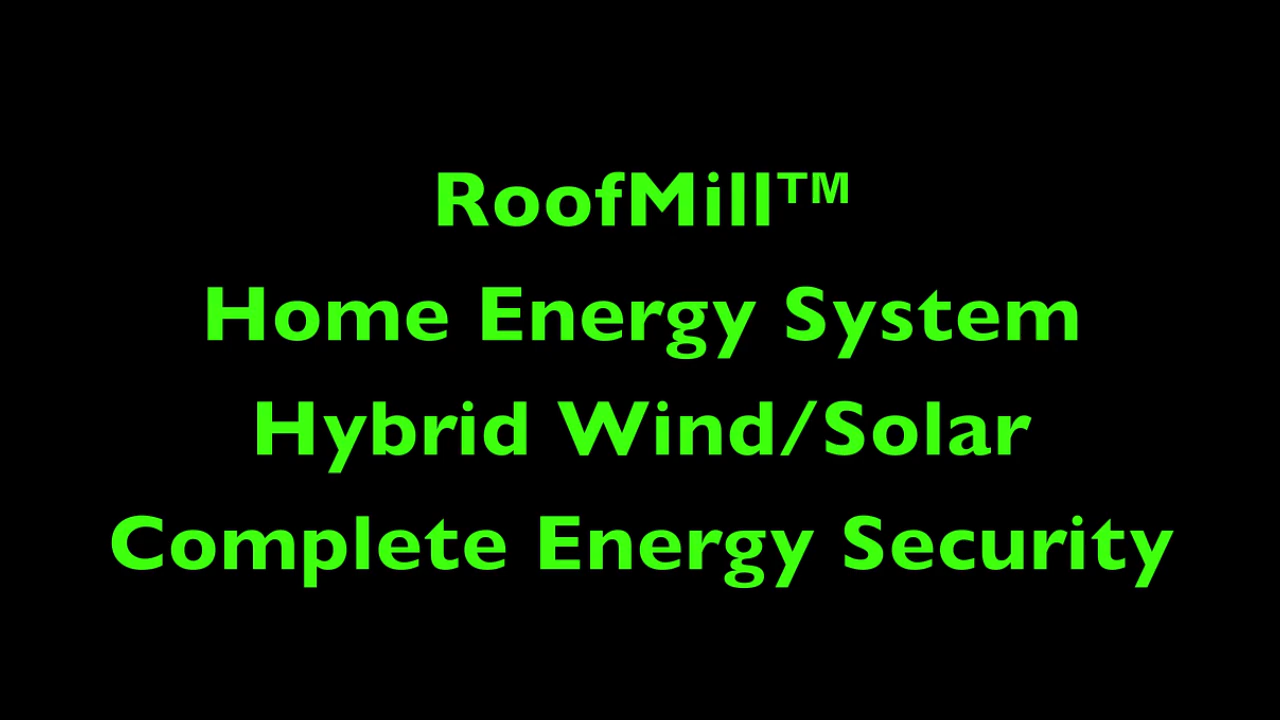 RoofMill™
Home Energy System
Hybrid Wind/Solar
Complete Energy Security